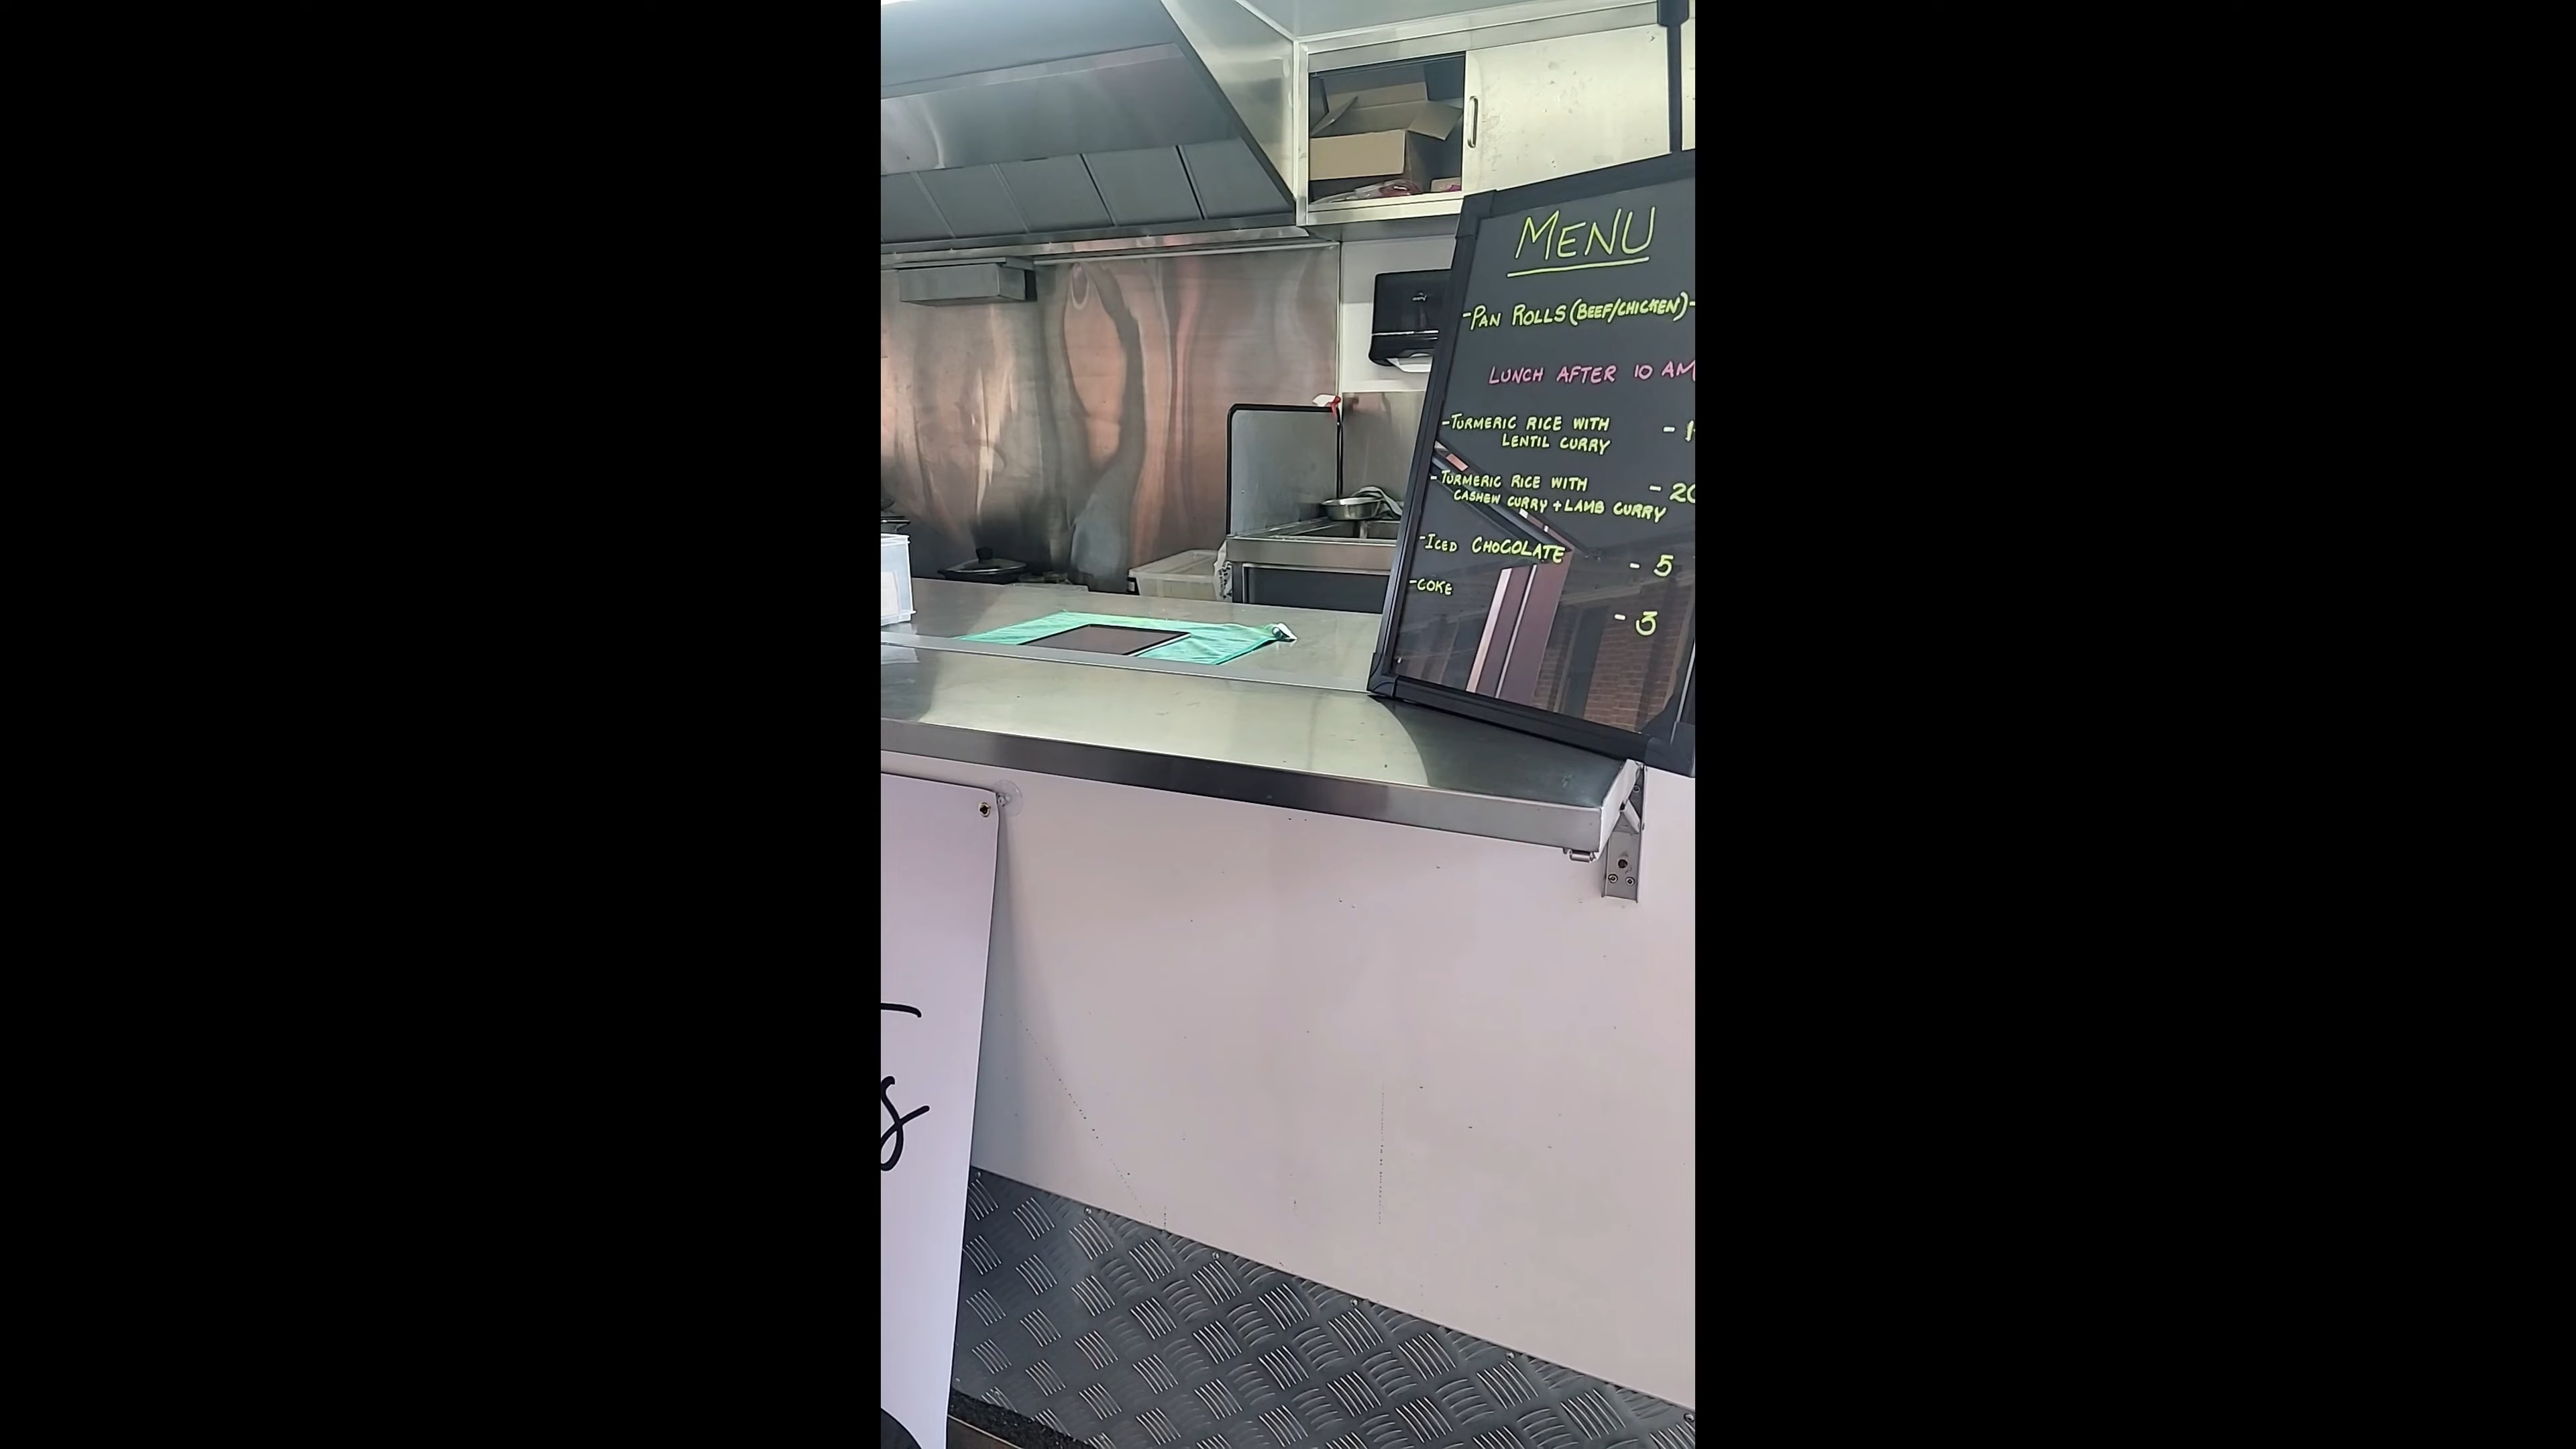 MENU
-PAN ROLLS (BEEF/CHICKEN)-
LUNCH AFTER 10 AM
-TURMERIC RICE WITH -
LENTIL CURRY
-TURMERIC RICE WITH - 20
CASHEW CURRY + LAMB CURRY
-ICED CHOCOLATE - 5
-COKE
- 3